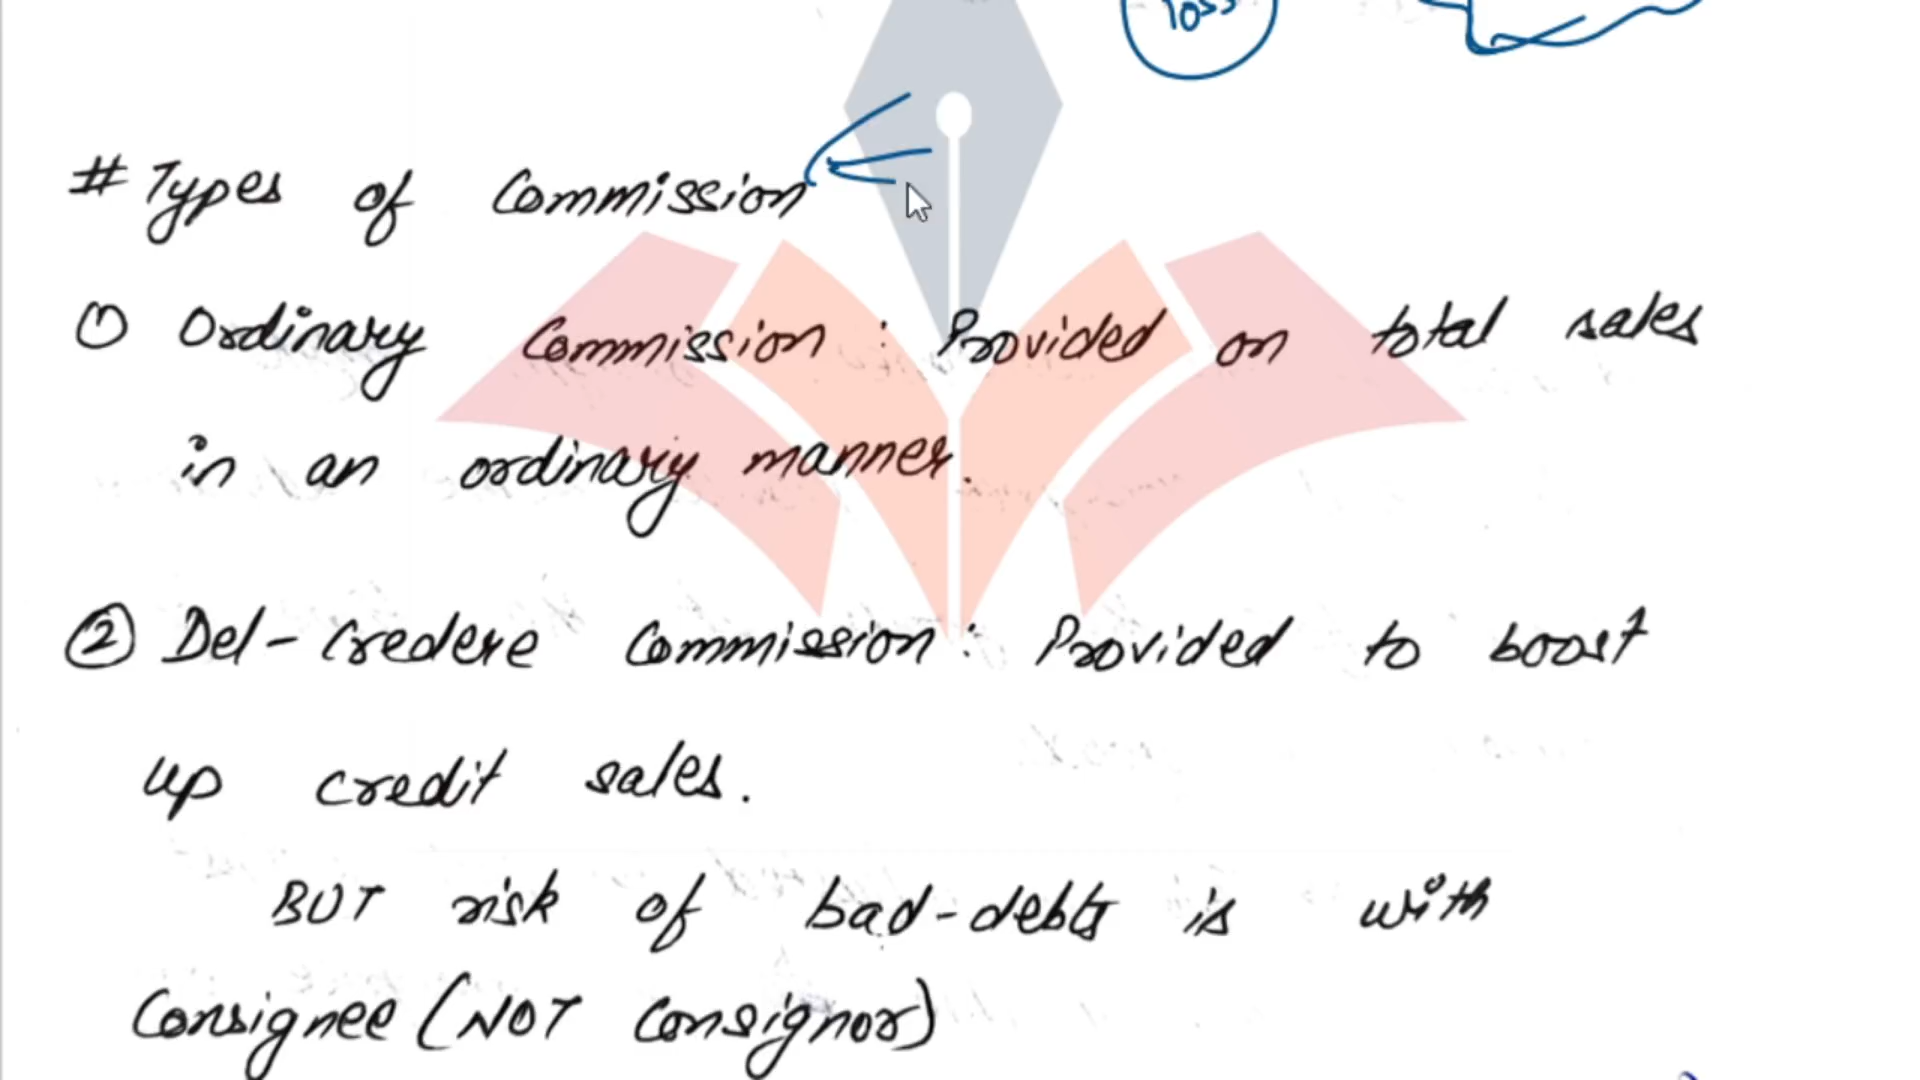 loss
# Types of Commission
① Ordinary Commission : Provided on total sales
in an ordinary manner.
② Del-Credere Commission : Provided to boost
up credit sales.
BUT risk of bad-debts is with
Consignee (NOT Consignor)